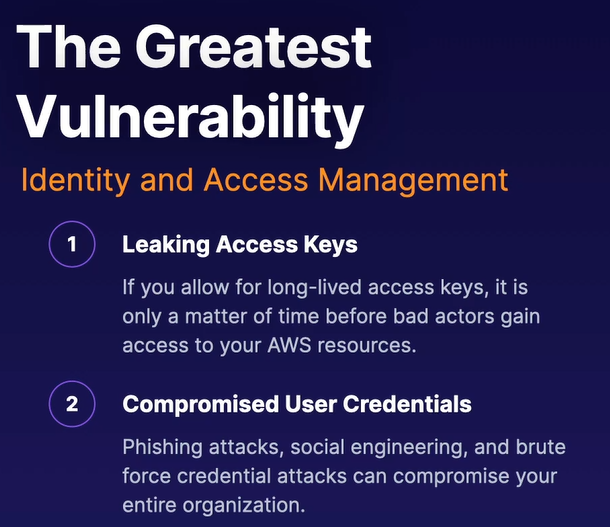 The Greatest
Vulnerability
Identity and Access Management
1
Leaking Access Keys
If you allow for long-lived access keys, it is
only a matter of time before bad actors gain
access to your AWS resources.
2
Compromised User Credentials
Phishing attacks, social engineering, and brute
force credential attacks can compromise your
entire organization.